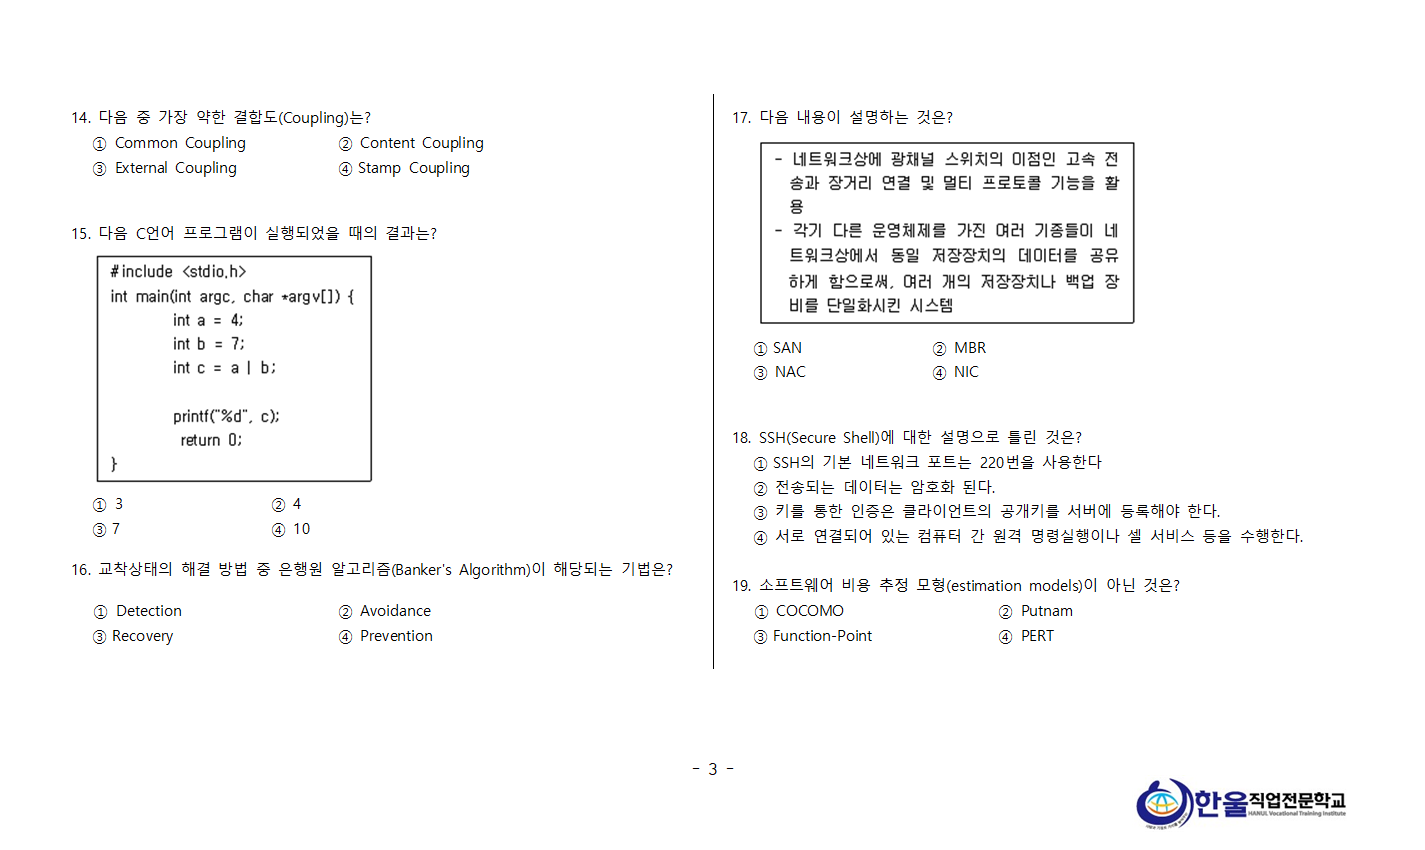 14. 다음 중 가장 약한 결합도(Coupling)는?
① Common Coupling ② Content Coupling
③ External Coupling ④ Stamp Coupling
15. 다음 C언어 프로그램이 실행되었을 때의 결과는?
#include <stdio.h>
int main(int argc, char *argv[]) {
int a = 4;
int b = 7;
int c = a | b;
printf("%d", c);
return 0;
}
① 3 ② 4
③ 7 ④ 10
16. 교착상태의 해결 방법 중 은행원 알고리즘(Banker's Algorithm)이 해당되는 기법은?
① Detection ② Avoidance
③ Recovery ④ Prevention
17. 다음 내용이 설명하는 것은?
- 네트워크상에 광채널 스위치의 이점인 고속 전
송과 장거리 연결 및 멀티 프로토콜 기능을 활
용
- 각기 다른 운영체제를 가진 여러 기종들이 네
트워크상에서 동일 저장장치의 데이터를 공유
하게 함으로써, 여러 개의 저장장치나 백업 장
비를 단일화시킨 시스템
① SAN ② MBR
③ NAC ④ NIC
18. SSH(Secure Shell)에 대한 설명으로 틀린 것은?
① SSH의 기본 네트워크 포트는 220번을 사용한다
② 전송되는 데이터는 암호화 된다.
③ 키를 통한 인증은 클라이언트의 공개키를 서버에 등록해야 한다.
④ 서로 연결되어 있는 컴퓨터 간 원격 명령실행이나 셀 서비스 등을 수행한다.
19. 소프트웨어 비용 추정 모형(estimation models)이 아닌 것은?
① COCOMO ② Putnam
③ Function-Point ④ PERT
- 3 -
한울직업전문학교
HANUL Vocational Training Institute